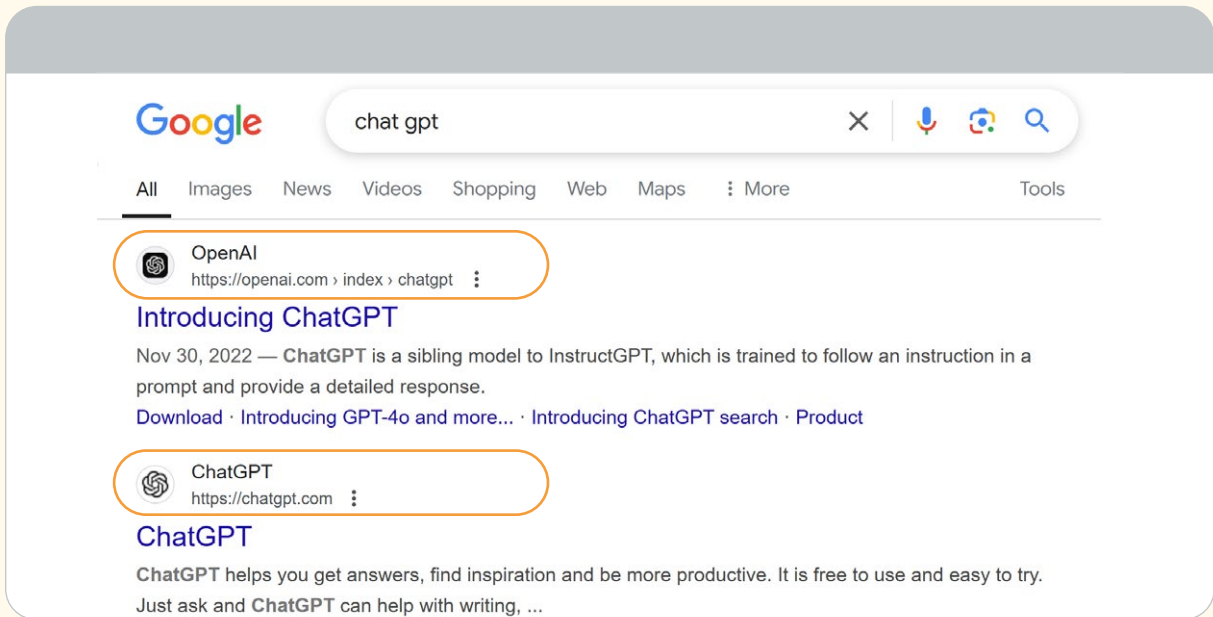 Google
chat gpt
All Images News Videos Shopping Web Maps More Tools
OpenAI
https://openai.com › index › chatgpt
Introducing ChatGPT
Nov 30, 2022 — ChatGPT is a sibling model to InstructGPT, which is trained to follow an instruction in a
prompt and provide a detailed response.
Download · Introducing GPT-4o and more... · Introducing ChatGPT search · Product
ChatGPT
https://chatgpt.com
ChatGPT
ChatGPT helps you get answers, find inspiration and be more productive. It is free to use and easy to try.
Just ask and ChatGPT can help with writing, ...